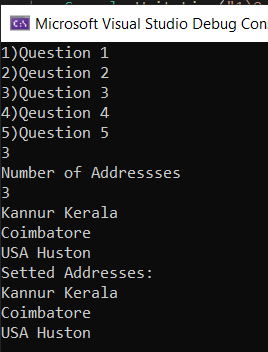 Microsoft Visual Studio Debug Con
1)Question 1
2)Qeustion 2
3)Qeustion 3
4)Qeustion 4
5)Question 5
3
Number of Addressses
3
Kannur Kerala
Coimbatore
USA Huston
Setted Addresses:
Kannur Kerala
Coimbatore
USA Huston